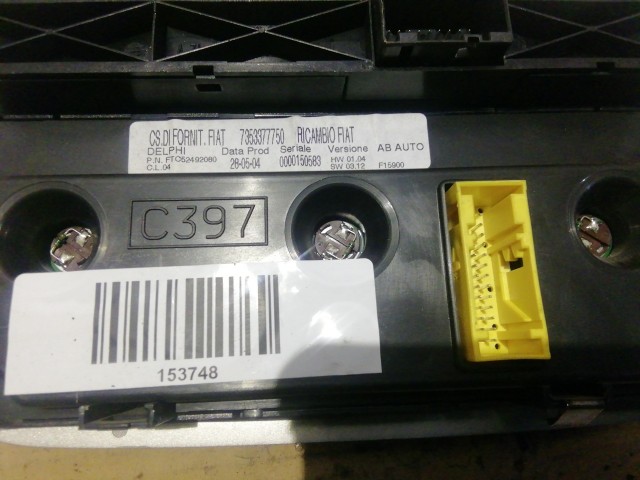 CS.DI FORNIT. FIAT 7353377750 RICAMBIO FIAT
DELPHI Data Prod Seriale Versione AB AUTO
P.N. FTC52492080 28-05-04 0000150583 HW 01.04 F15900
C.L. 04 SW 03.12
C397
153748